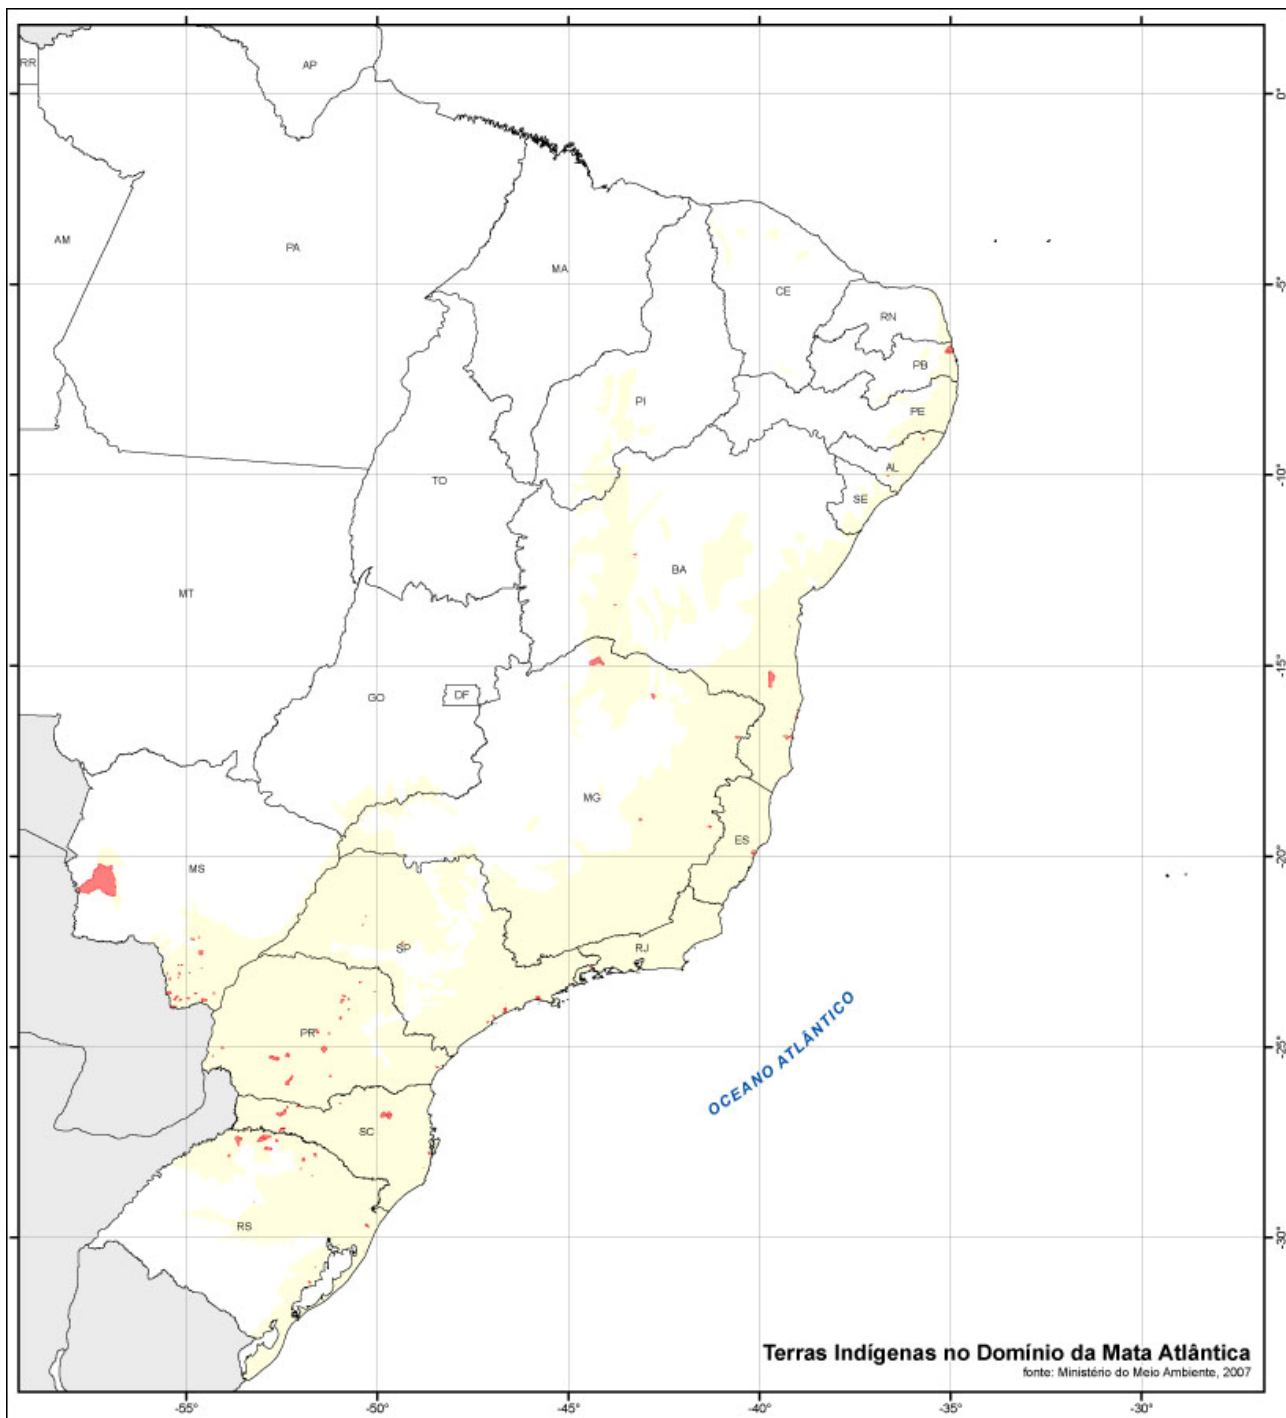 RR
AP
0°
AM
PA
MA
CE
-5°
RN
PB
PI
PE
AL
-10°
TO
SE
BA
MT
-15°
GO
DF
MG
ES
-20°
MS
SP
RJ
OCEANO ATLÂNTICO
PR
-25°
SC
RS
-30°
Terras Indígenas no Domínio da Mata Atlântica
fonte: Ministério do Meio Ambiente, 2007
-55°
-50°
-45°
-40°
-35°
-30°